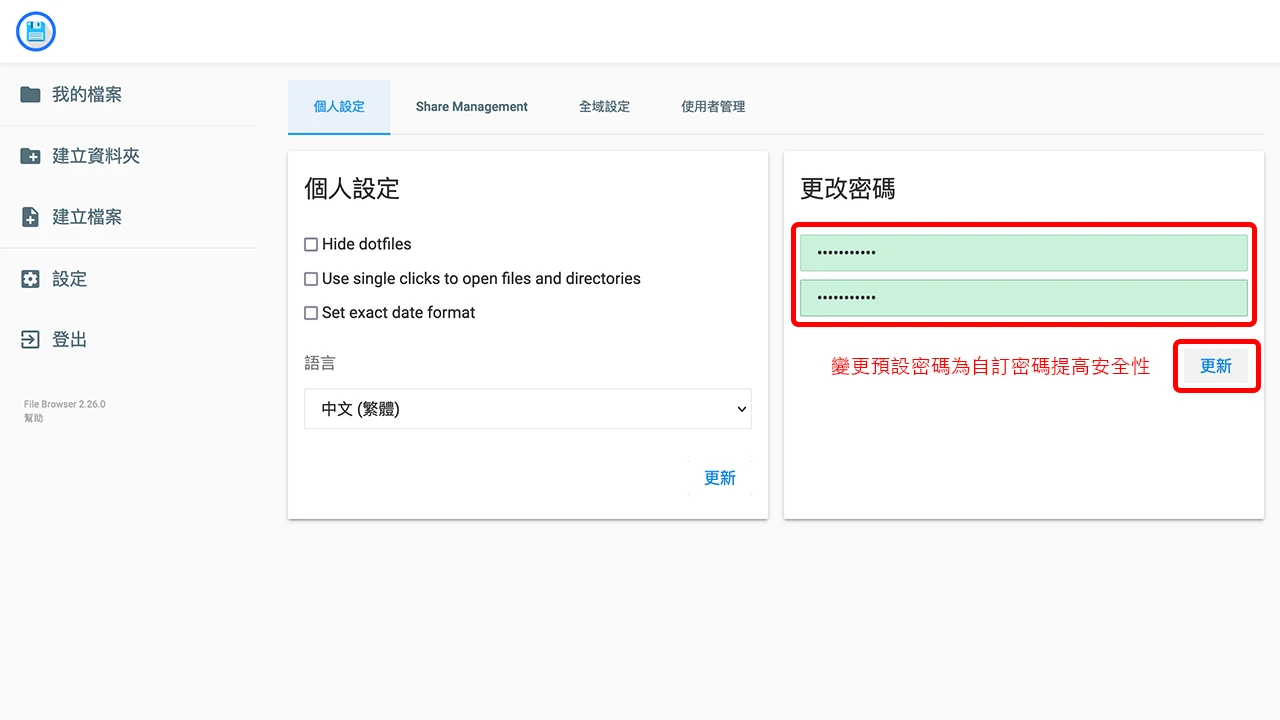 我的檔案
建立資料夾
建立檔案
設定
登出
File Browser 2.26.0
幫助
個人設定
Share Management
全域設定
使用者管理
個人設定
Hide dotfiles
Use single clicks to open files and directories
Set exact date format
語言
中文 (繁體)
更新
更改密碼
•••••••••••
•••••••••••
變更預設密碼為自訂密碼提高安全性
更新